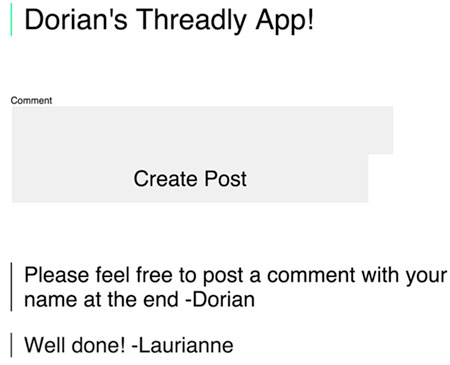 Dorian's Threadly App!
Comment
Create Post
Please feel free to post a comment with your
name at the end -Dorian
Well done! -Laurianne